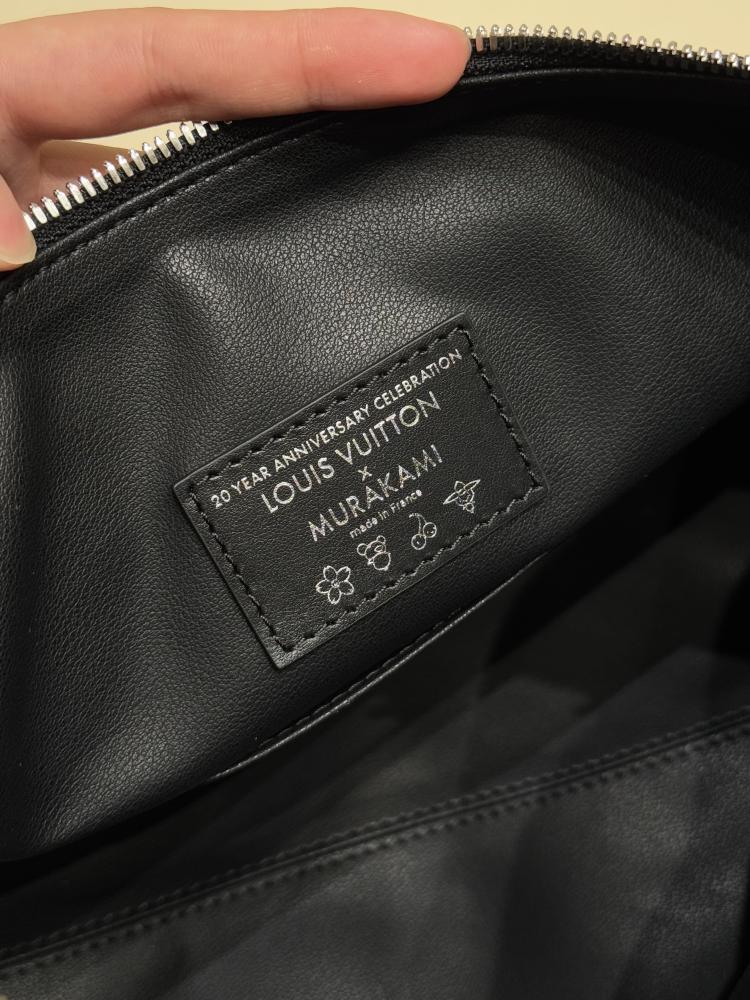 20 YEAR ANNIVERSARY CELEBRATION
LOUIS VUITTON
x
MURAKAMI
made in France